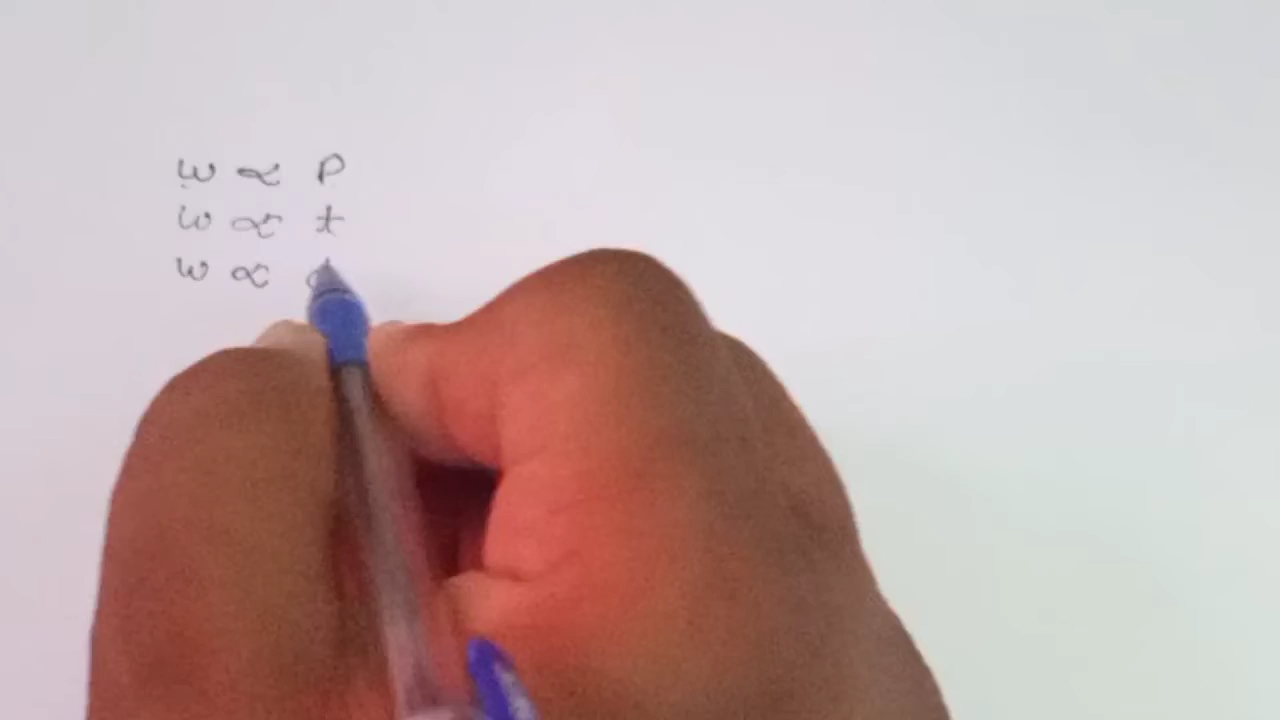 w ∝ P
w ∝ t
w ∝